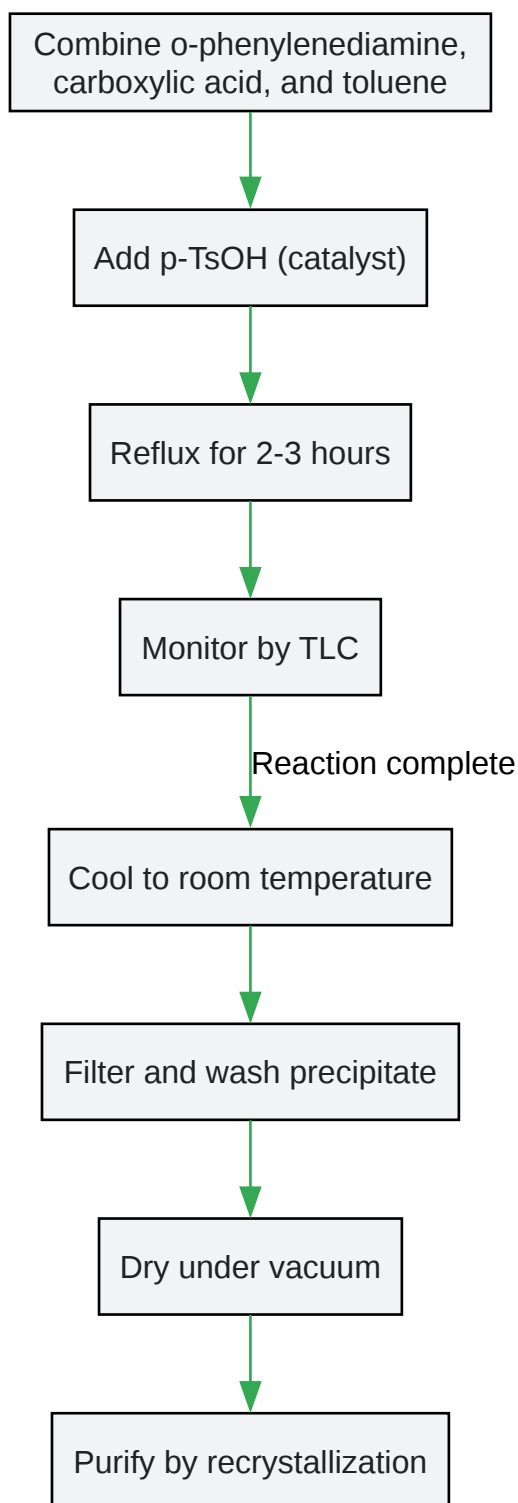 Combine o-phenylenediamine,
carboxylic acid, and toluene
Add p-TsOH (catalyst)
Reflux for 2-3 hours
Monitor by TLC
Reaction complete
Cool to room temperature
Filter and wash precipitate
Dry under vacuum
Purify by recrystallization